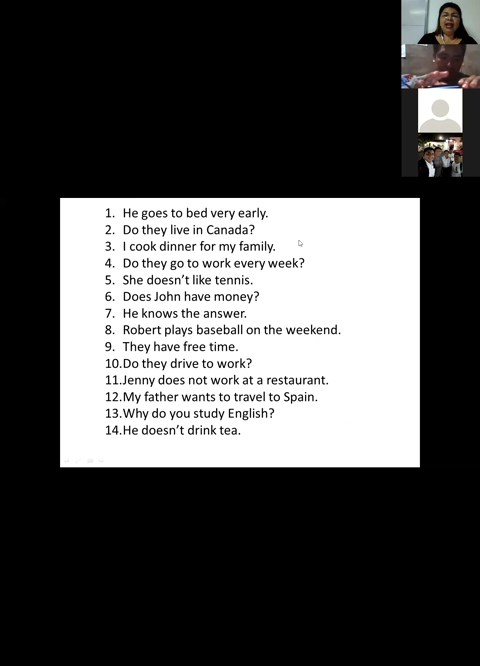 1. He goes to bed very early.
2. Do they live in Canada?
3. I cook dinner for my family.
4. Do they go to work every week?
5. She doesn't like tennis.
6. Does John have money?
7. He knows the answer.
8. Robert plays baseball on the weekend.
9. They have free time.
10.Do they drive to work?
11.Jenny does not work at a restaurant.
12.My father wants to travel to Spain.
13.Why do you study English?
14.He doesn't drink tea.